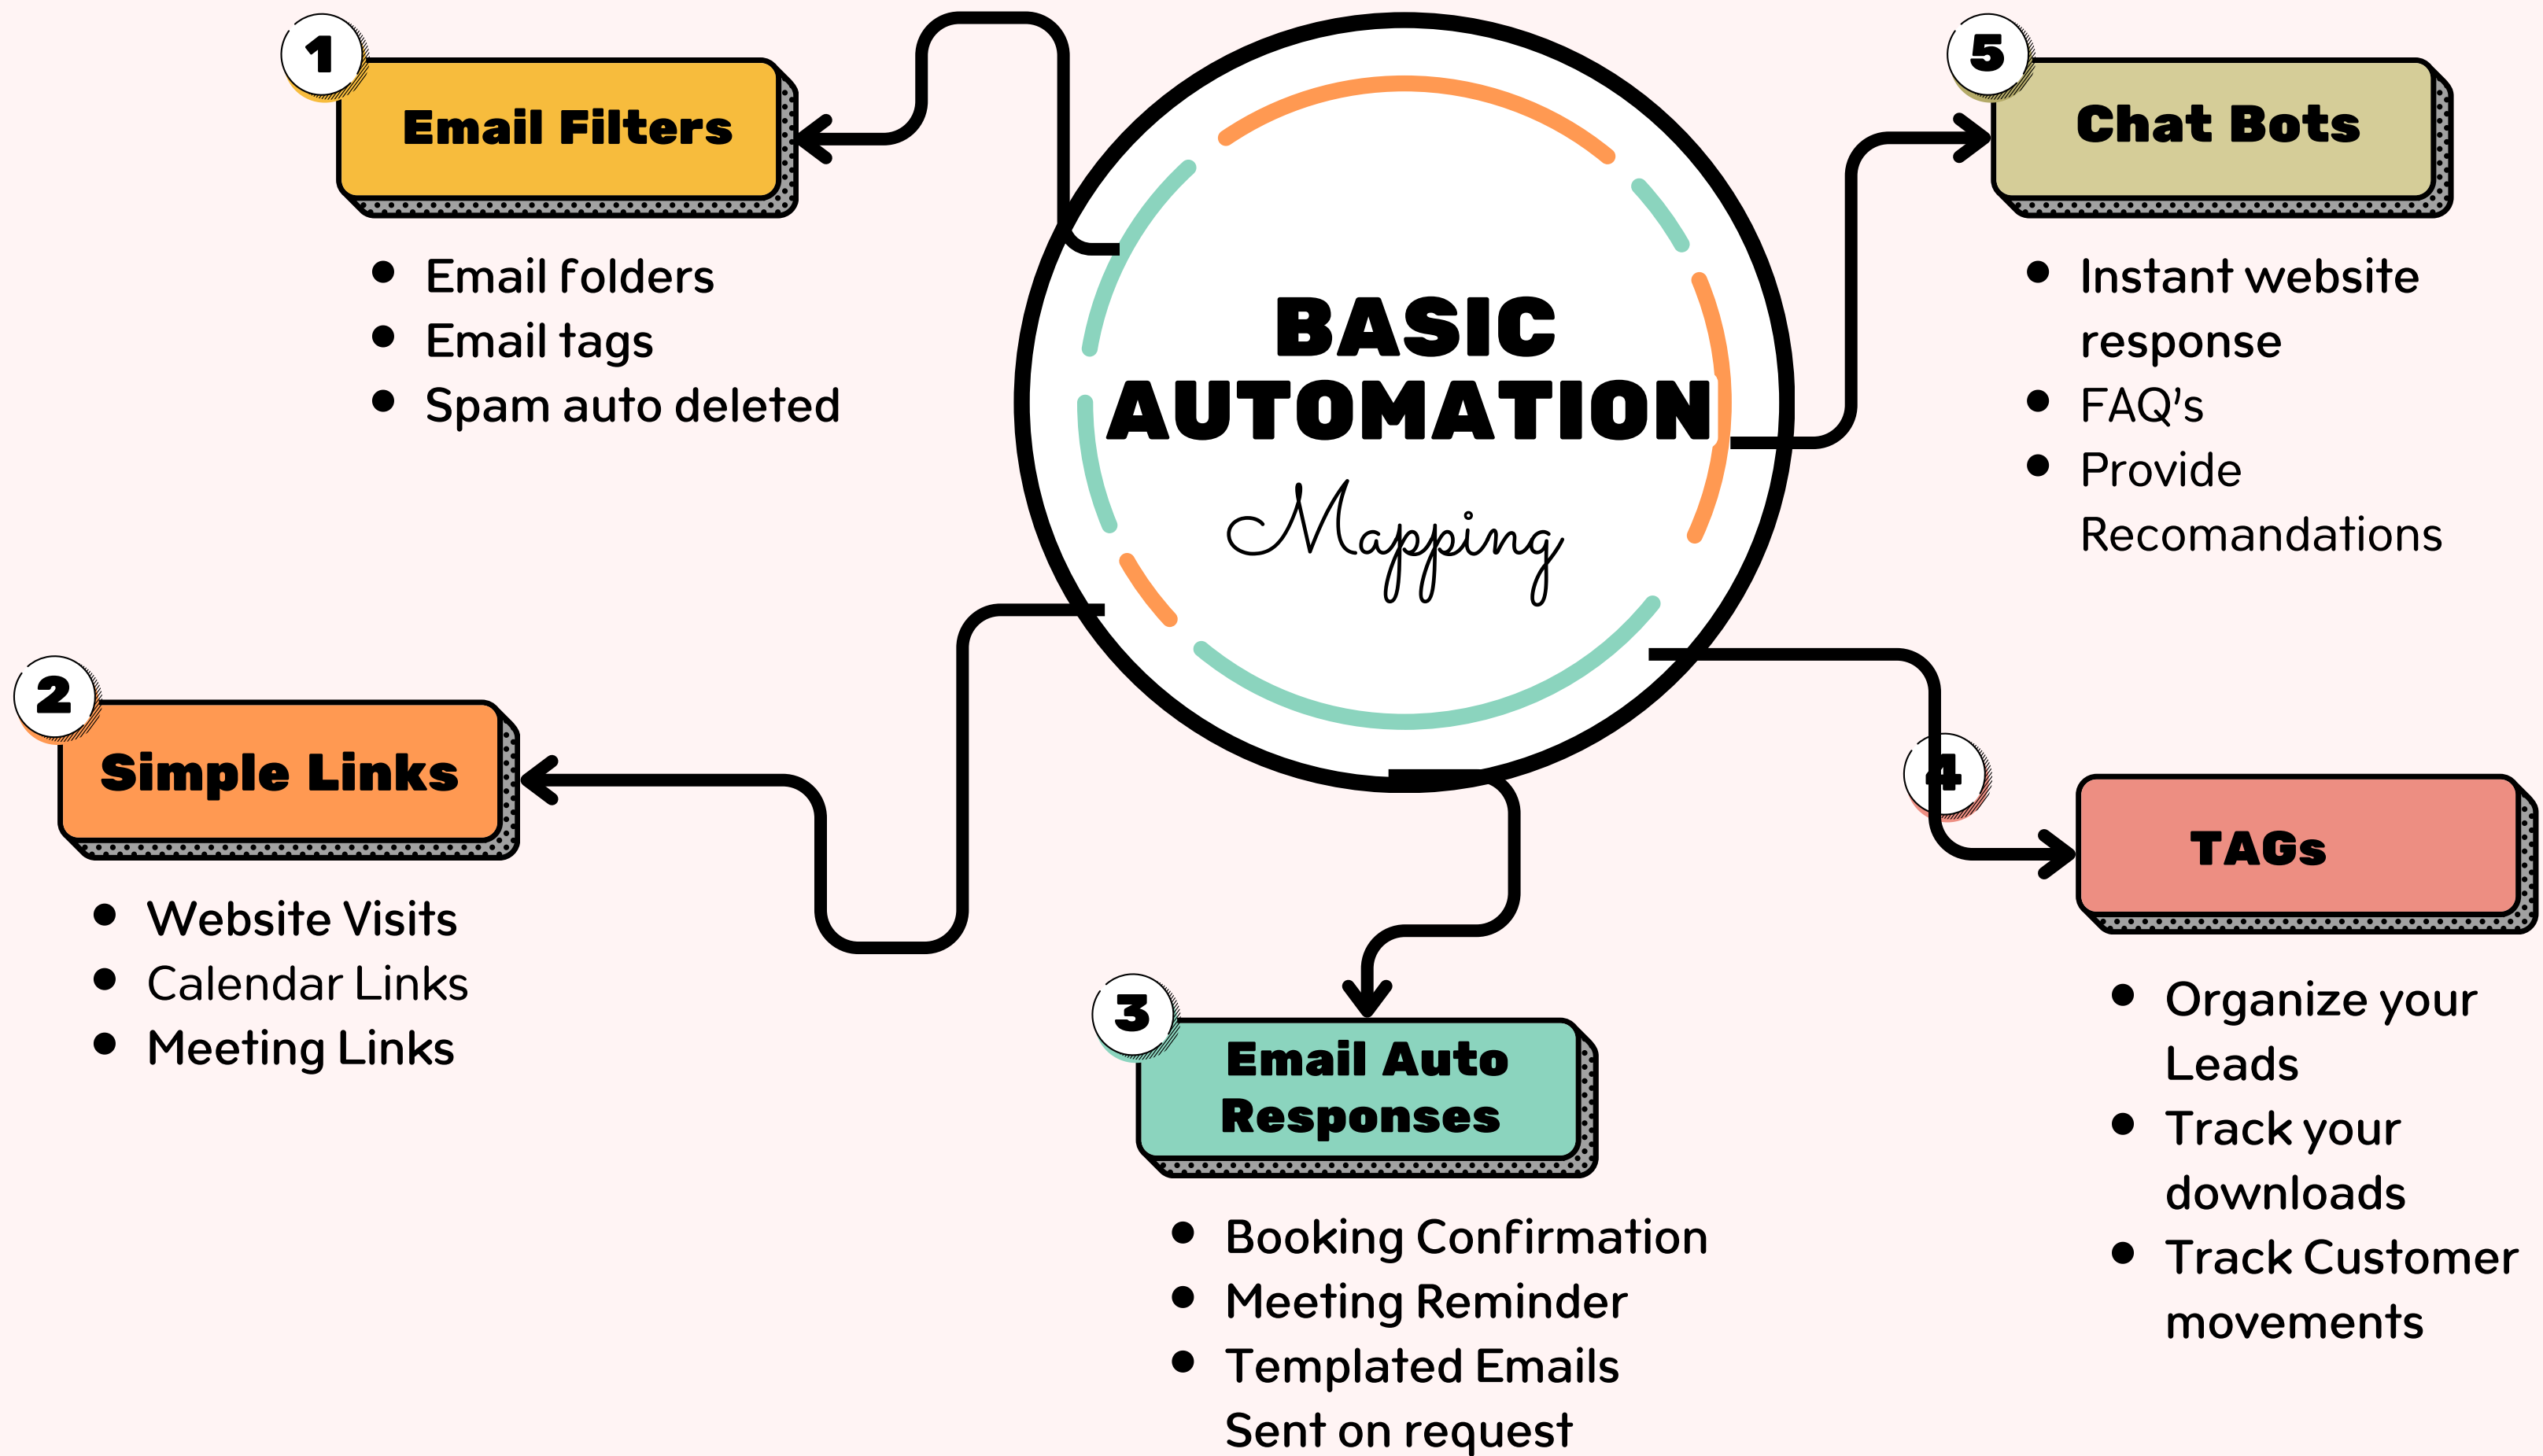 BASIC
AUTOMATION
Mapping
1
Email Filters
Email folders
Email tags
Spam auto deleted
2
Simple Links
Website Visits
Calendar Links
Meeting Links
3
Email Auto
Responses
Booking Confirmation
Meeting Reminder
Templated Emails
Sent on request
4
TAGs
Organize your
Leads
Track your
downloads
Track Customer
movements
5
Chat Bots
Instant website
response
FAQ's
Provide
Recomandations